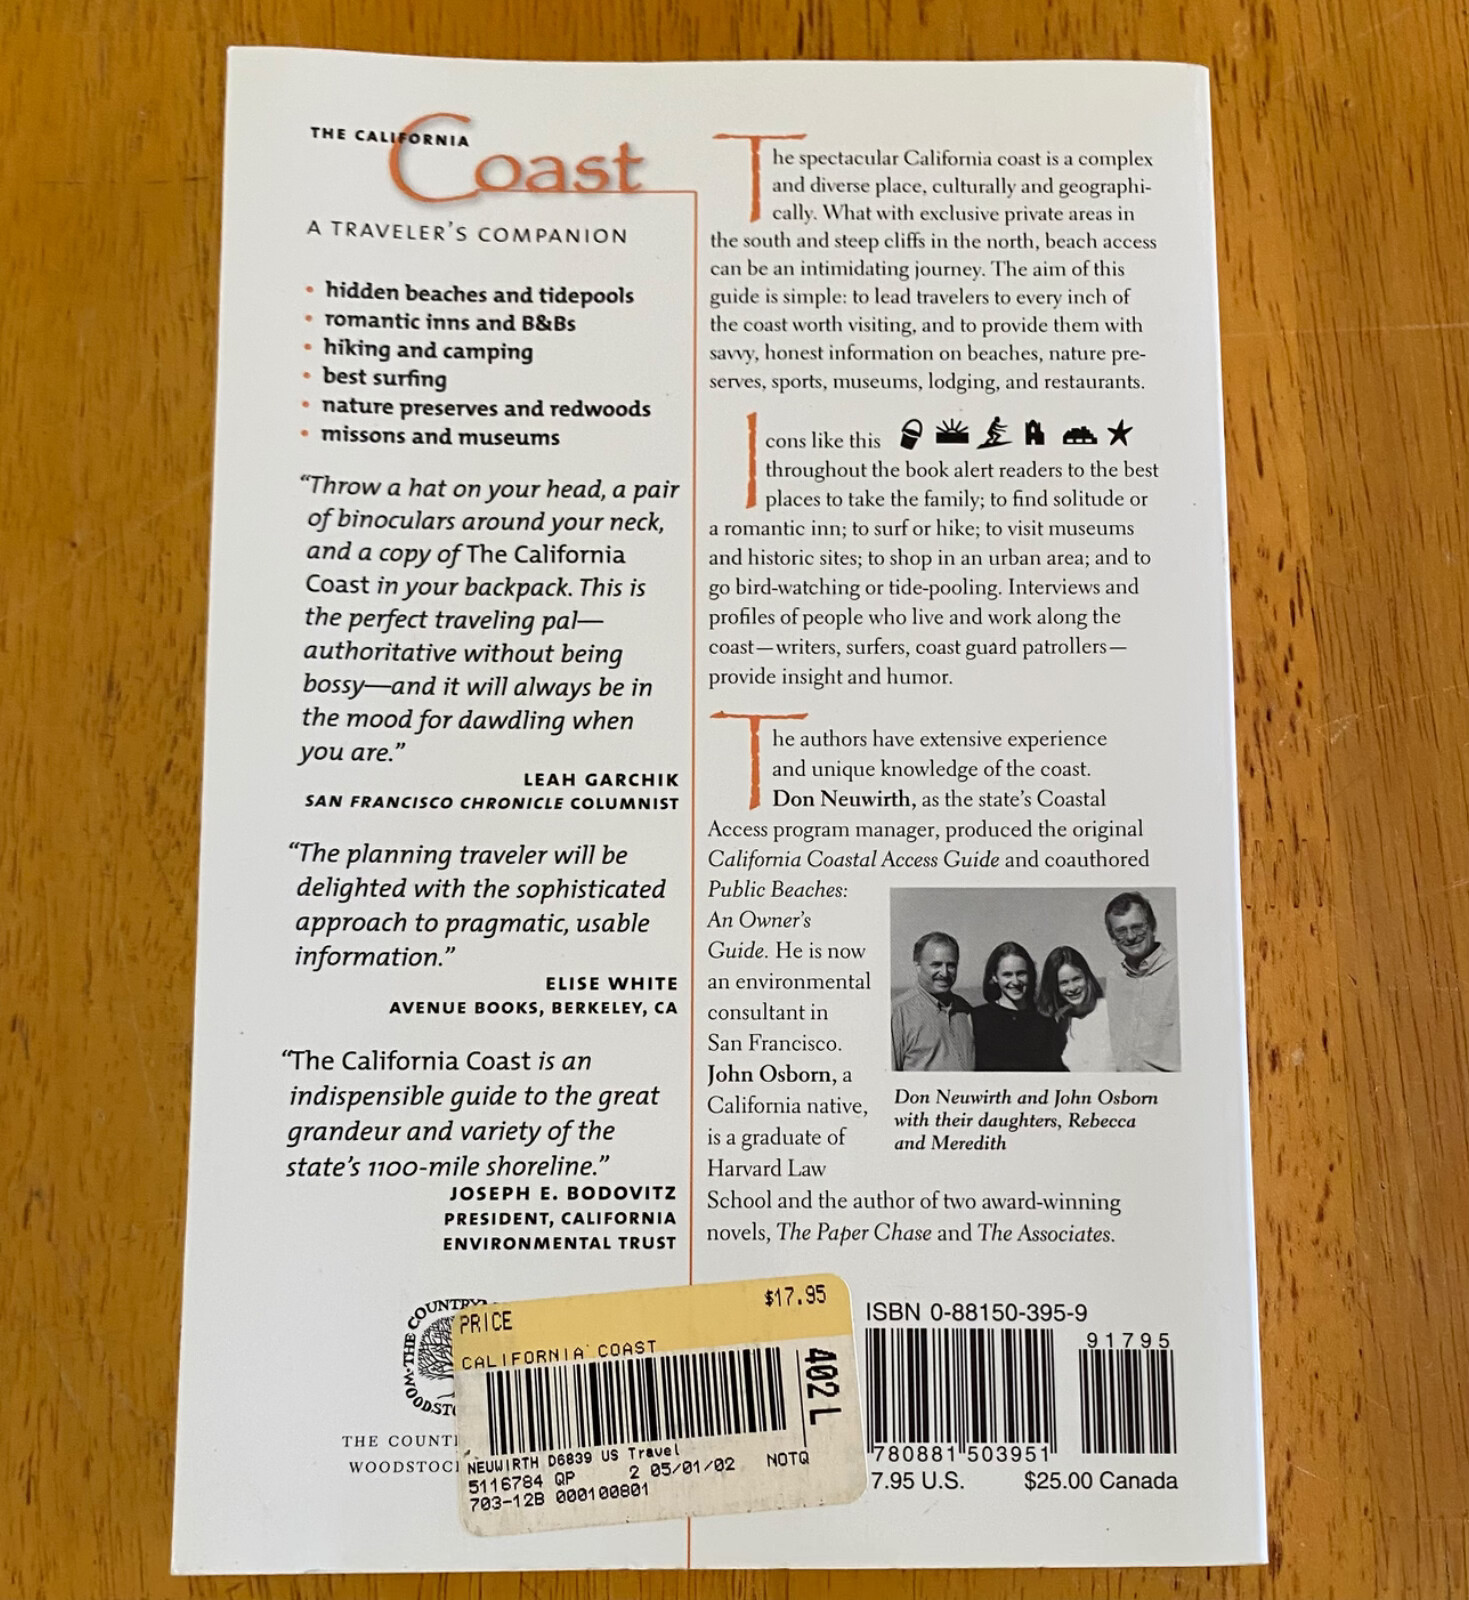 THE CALIFORNIA
Coast
A TRAVELER'S COMPANION
• hidden beaches and tidepools
• romantic inns and B&Bs
• hiking and camping
• best surfing
• nature preserves and redwoods
• missons and museums
“Throw a hat on your head, a pair
of binoculars around your neck,
and a copy of The California
Coast in your backpack. This is
the perfect traveling pal—
authoritative without being
bossy—and it will always be in
the mood for dawdling when
you are.”
LEAH GARCHIK
SAN FRANCISCO CHRONICLE COLUMNIST
“The planning traveler will be
delighted with the sophisticated
approach to pragmatic, usable
information.”
ELISE WHITE
AVENUE BOOKS, BERKELEY, CA
“The California Coast is an
indispensible guide to the great
grandeur and variety of the
state's 1100-mile shoreline.”
JOSEPH E. BODOVITZ
PRESIDENT, CALIFORNIA
ENVIRONMENTAL TRUST
The spectacular California coast is a complex
and diverse place, culturally and geographi-
cally. What with exclusive private areas in
the south and steep cliffs in the north, beach access
can be an intimidating journey. The aim of this
guide is simple: to lead travelers to every inch of
the coast worth visiting, and to provide them with
savvy, honest information on beaches, nature pre-
serves, sports, museums, lodging, and restaurants.
Icons like this
throughout the book alert readers to the best
places to take the family; to find solitude or
a romantic inn; to surf or hike; to visit museums
and historic sites; to shop in an urban area; and to
go bird-watching or tide-pooling. Interviews and
profiles of people who live and work along the
coast—writers, surfers, coast guard patrollers—
provide insight and humor.
The authors have extensive experience
and unique knowledge of the coast.
Don Neuwirth, as the state's Coastal
Access program manager, produced the original
California Coastal Access Guide and coauthored
Public Beaches:
An Owner's
Guide. He is now
an environmental
consultant in
San Francisco.
John Osborn, a
California native,
is a graduate of
Harvard Law
School and the author of two award-winning
novels, The Paper Chase and The Associates.
Don Neuwirth and John Osborn
with their daughters, Rebecca
and Meredith
THE COUNTRY
WOODSTO
THE COUNT
WOODSTOC
PRICE
$17.95
CALIFORNIA COAST
402 L
NEUWIRTH D6839 US Travel
5116784 QP 2 05/01/02 NOTQ
703-12B 000100801
ISBN 0-88150-395-9
91795
780881 503951
7.95 U.S. $25.00 Canada